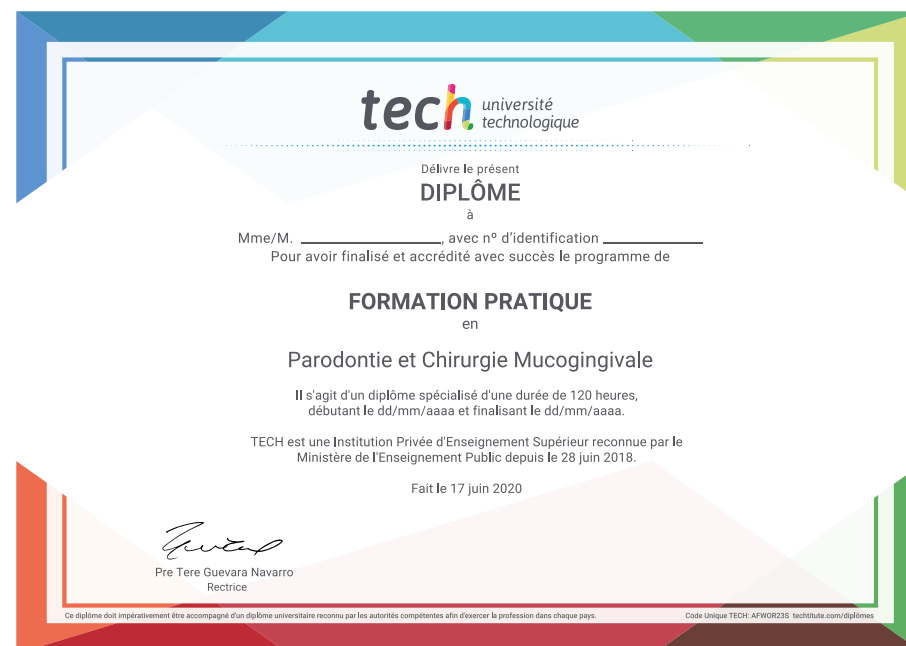 tech université
technologique
Délivre le présent
DIPLÔME
à
Mme/M. ____________________, avec nº d'identification ______________
Pour avoir finalisé et accrédité avec succès le programme de
FORMATION PRATIQUE
en
Parodontie et Chirurgie Mucogingivale
Il s'agit d'un diplôme spécialisé d'une durée de 120 heures,
débutant le dd/mm/aaaa et finalisant le dd/mm/aaaa.
TECH est une Institution Privée d'Enseignement Supérieur reconnue par le
Ministère de l'Enseignement Public depuis le 28 juin 2018.
Fait le 17 juin 2020
Pre Tere Guevara Navarro
Rectrice
Ce diplôme doit impérativement être accompagné d'un diplôme universitaire reconnu par les autorités compétentes afin d'exercer la profession dans chaque pays.
Code Unique TECH: AFWOR23S techtitute.com/diplômes